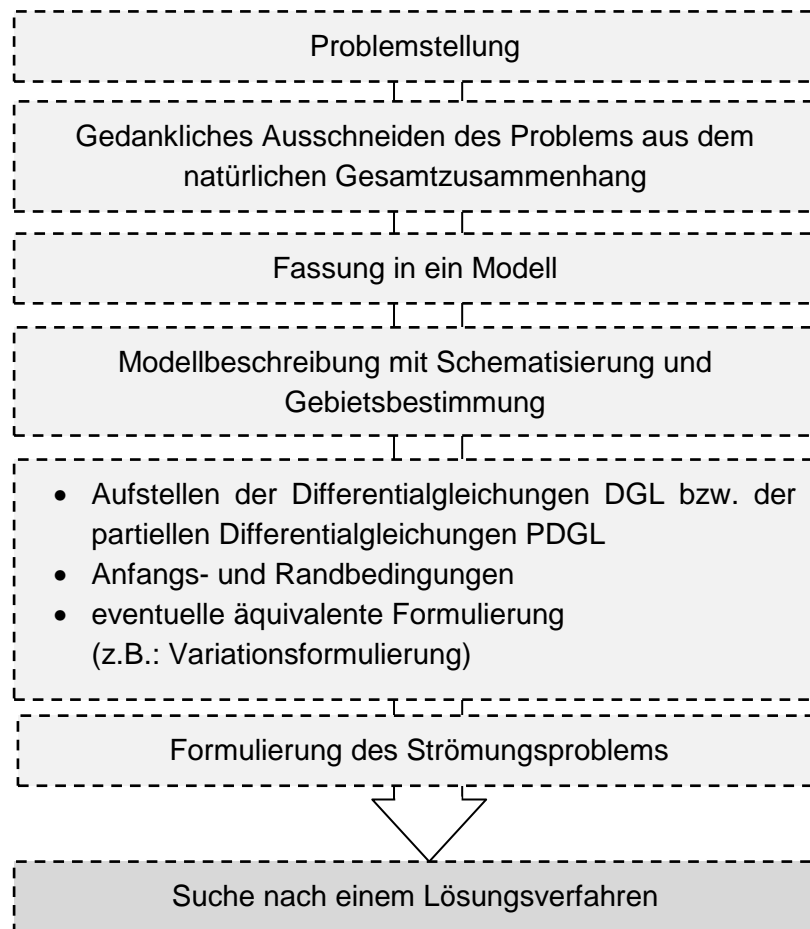 Problemstellung
Gedankliches Ausschneiden des Problems aus dem
natürlichen Gesamtzusammenhang
Fassung in ein Modell
Modellbeschreibung mit Schematisierung und
Gebietsbestimmung
• Aufstellen der Differentialgleichungen DGL bzw. der
partiellen Differentialgleichungen PDGL
• Anfangs- und Randbedingungen
• eventuelle äquivalente Formulierung
(z.B.: Variationsformulierung)
Formulierung des Strömungsproblems
Suche nach einem Lösungsverfahren